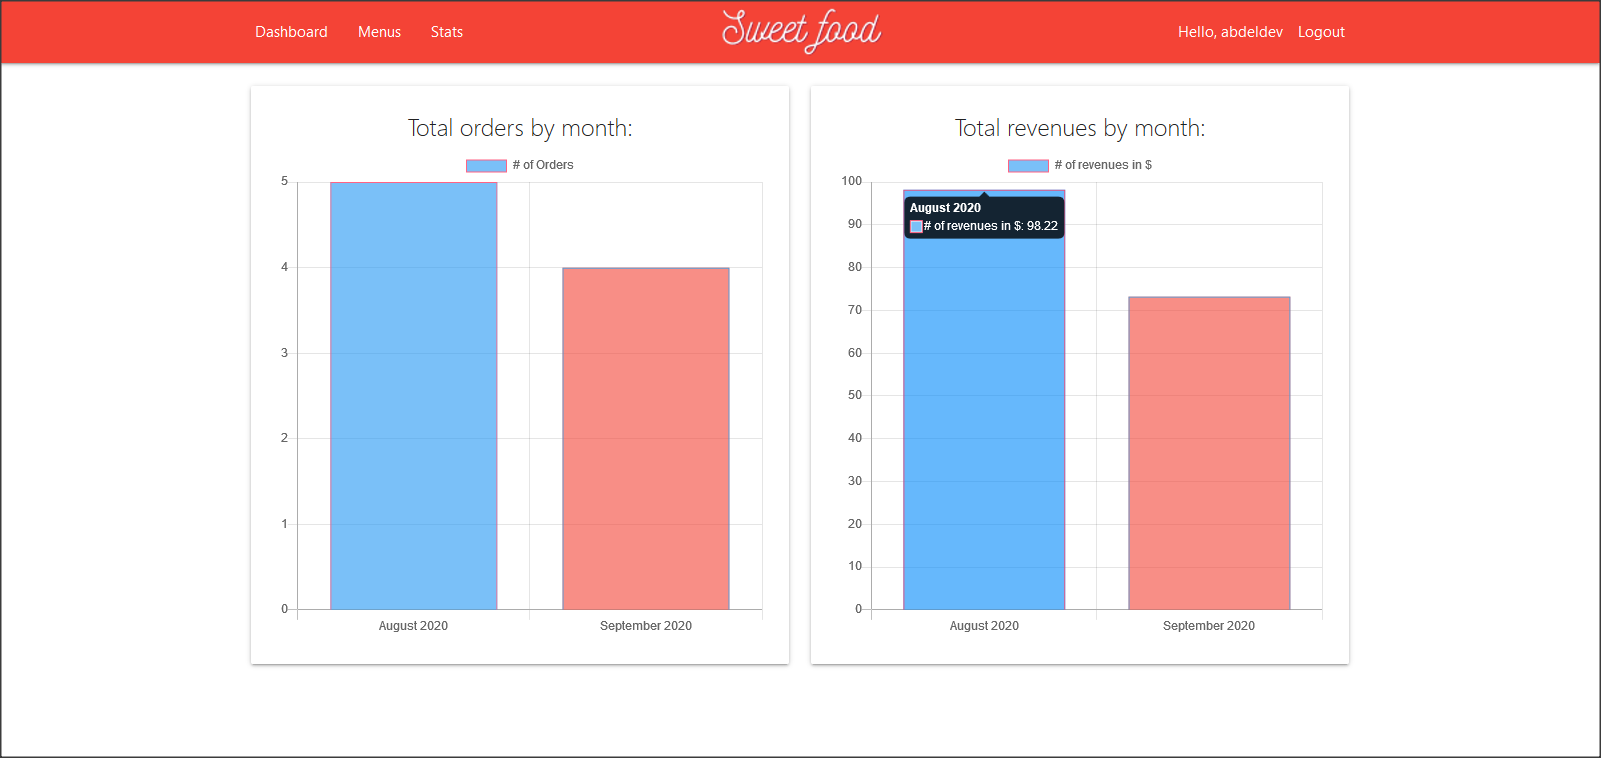 Dashboard Menus Stats Sweet food Hello, abdeldev Logout
Total orders by month:
# of Orders
5
4
3
2
1
0
August 2020 September 2020
Total revenues by month:
# of revenues in $
100
90
80
70
60
50
40
30
20
10
0
August 2020
# of revenues in $: 98.22
August 2020 September 2020